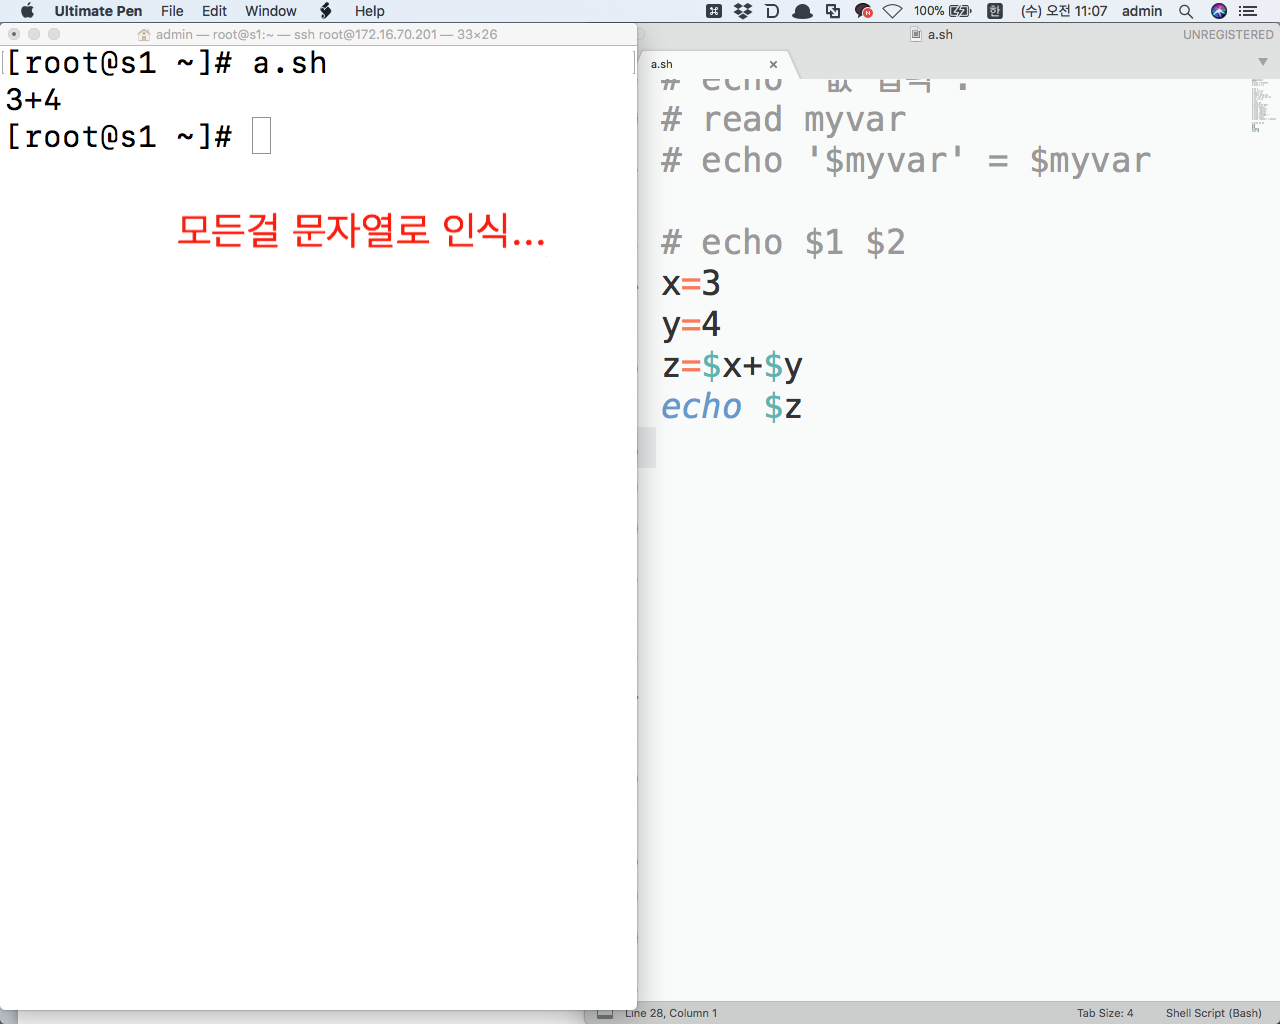 Ultimate Pen File Edit Window Help
100% 한 (수) 오전 11:07 admin
admin — root@s1:~ — ssh root@172.16.70.201 — 33×26
[root@s1 ~]# a.sh
3+4
[root@s1 ~]#
모든걸 문자열로 인식...
a.sh
UNREGISTERED
a.sh ×
# echo
# read myvar
# echo '$myvar' = $myvar
# echo $1 $2
x=3
y=4
z=$x+$y
echo $z
Line 28, Column 1
Tab Size: 4
Shell Script (Bash)